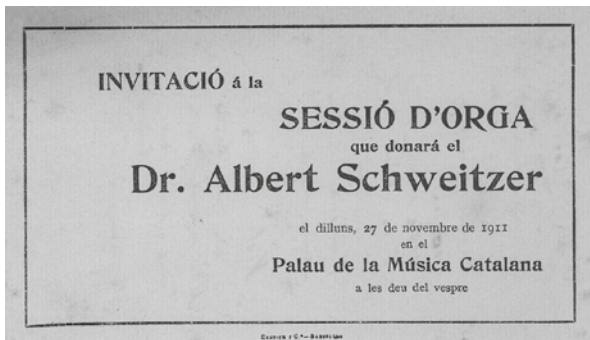 INVITACIÓ á la
SESSIÓ D'ORGA
que donará el
Dr. Albert Schweitzer
el dilluns, 27 de novembre de 1911
en el
Palau de la Música Catalana
a les deu del vespre